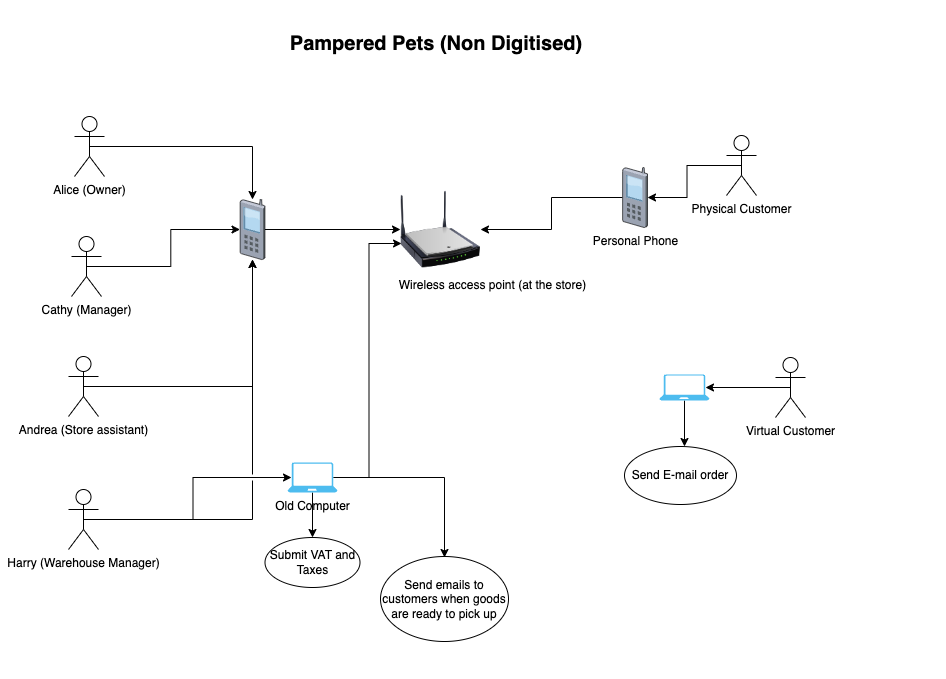 Pampered Pets (Non Digitised)
Alice (Owner)
Physical Customer
Personal Phone
Cathy (Manager)
Wireless access point (at the store)
Andrea (Store assistant)
Virtual Customer
Send E-mail order
Old Computer
Harry (Warehouse Manager)
Submit VAT and
Taxes
Send emails to
customers when goods
are ready to pick up